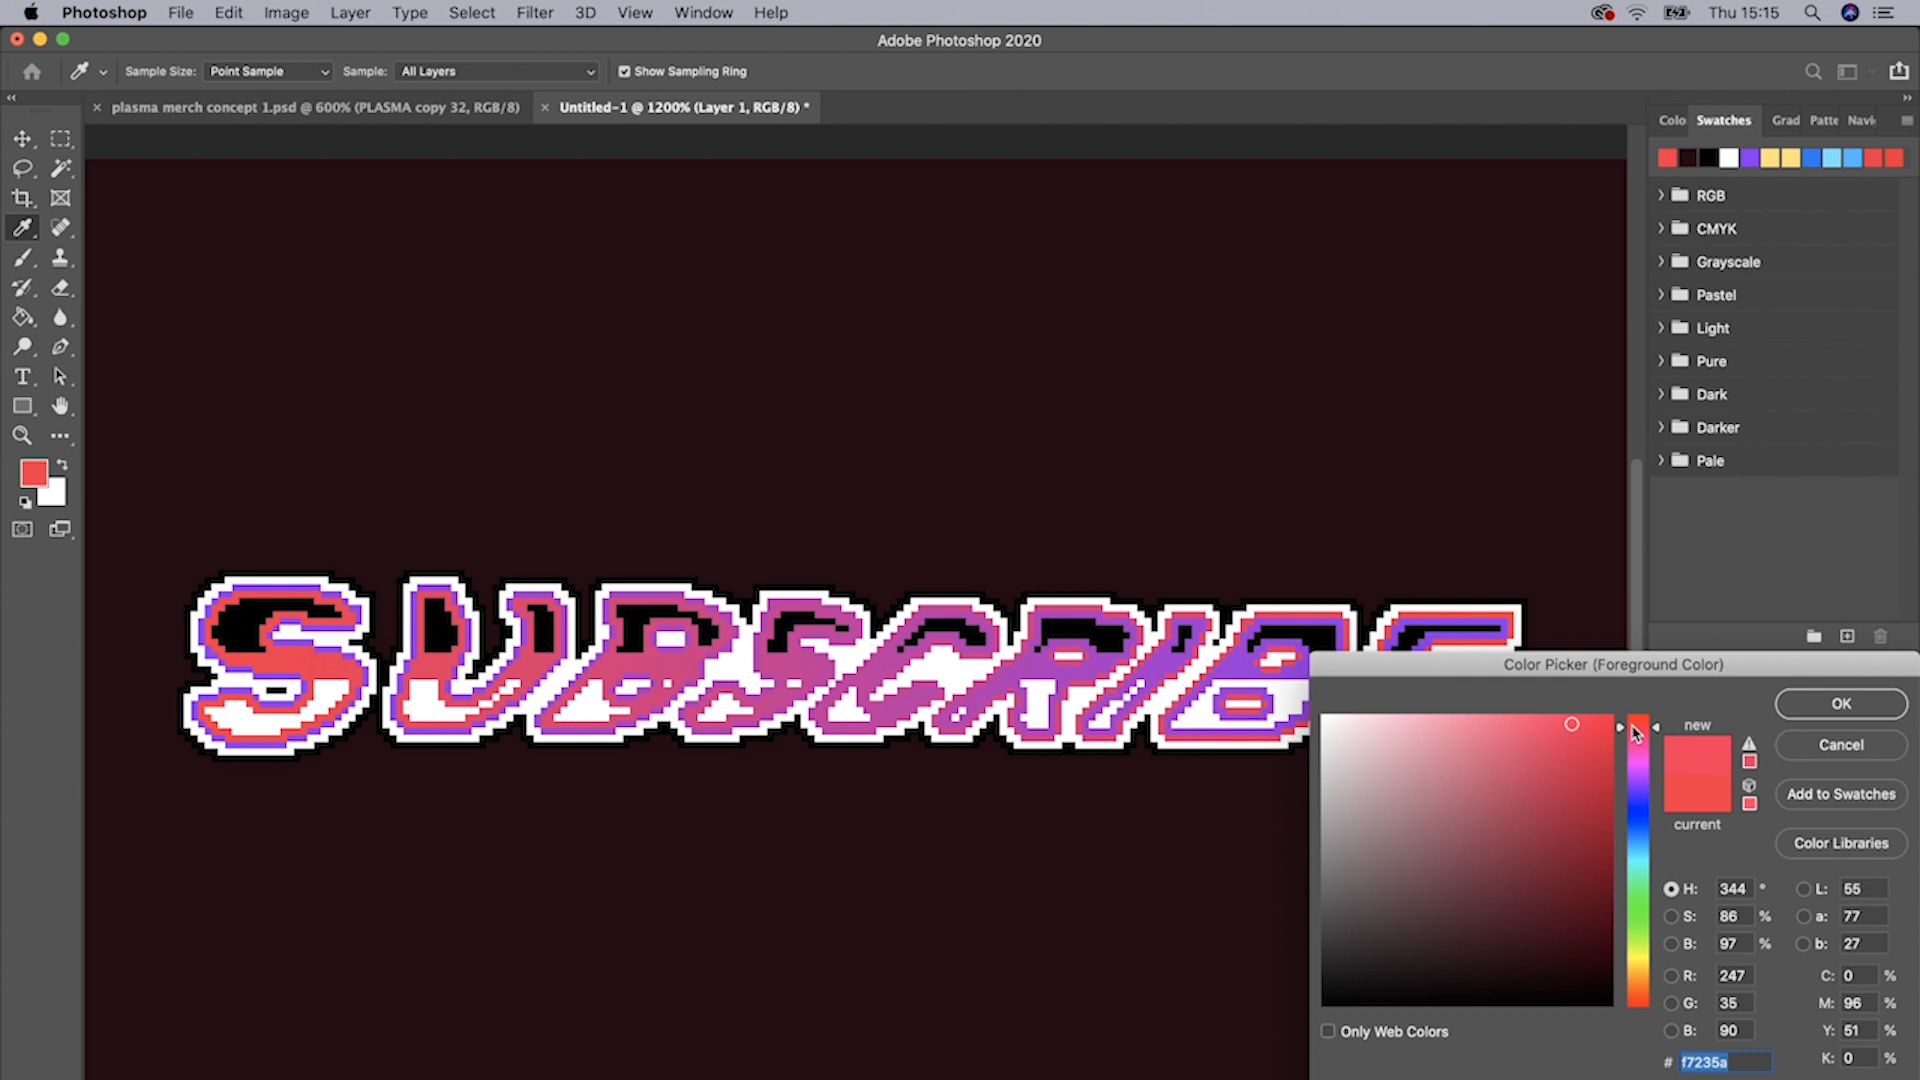 Photoshop File Edit Image Layer Type Select Filter 3D View Window Help Thu 15:15
Adobe Photoshop 2020
Sample Size: Point Sample Sample: All Layers Show Sampling Ring
× plasma merch concept 1.psd @ 600% (PLASMA copy 32, RGB/8) × Untitled-1 @ 1200% (Layer 1, RGB/8) *
Colo Swatches Grad Patte Navi
RGB
CMYK
Grayscale
Pastel
Light
Pure
Dark
Darker
Pale
SUBSCRIBE
Color Picker (Foreground Color)
new
current
OK
Cancel
Add to Swatches
Color Libraries
H: 344 ° L: 55
S: 86 % a: 77
B: 97 % b: 27
R: 247 C: 0 %
G: 35 M: 96 %
B: 90 Y: 51 %
# f7235a K: 0 %
Only Web Colors